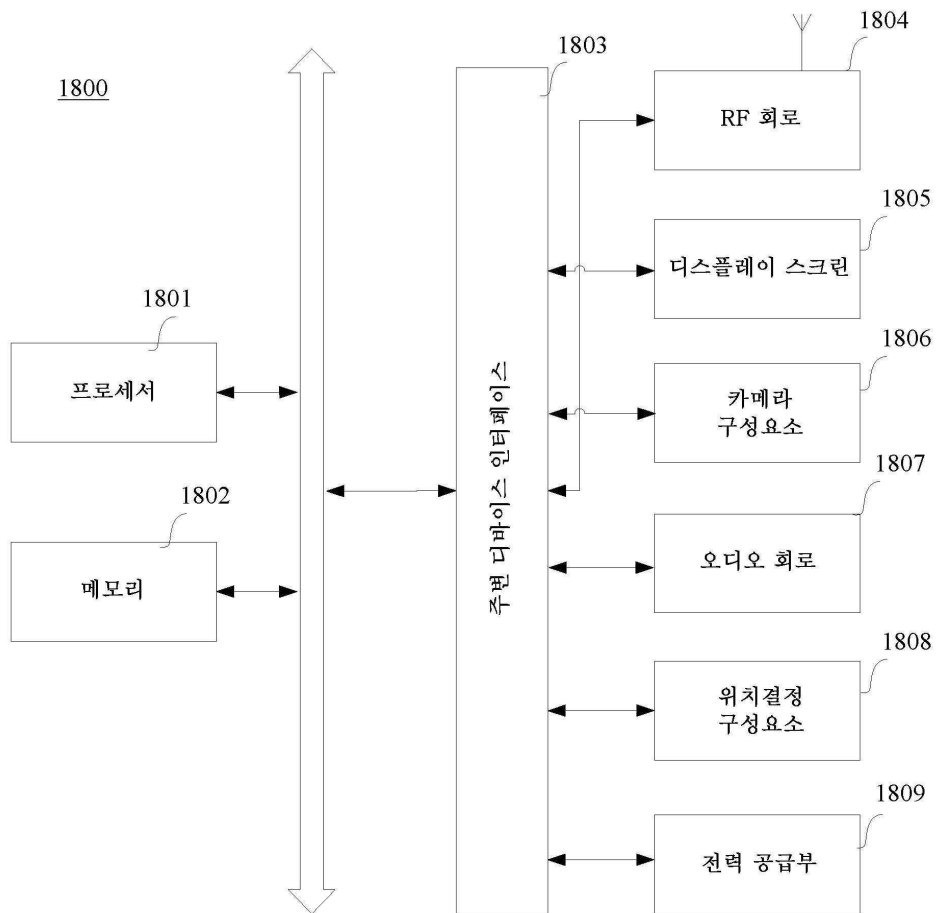 1800
1801
프로세서
1802
메모리
1803
주변 디바이스 인터페이스
1804
RF 회로
1805
디스플레이 스크린
1806
카메라
구성요소
1807
오디오 회로
1808
위치결정
구성요소
1809
전력 공급부